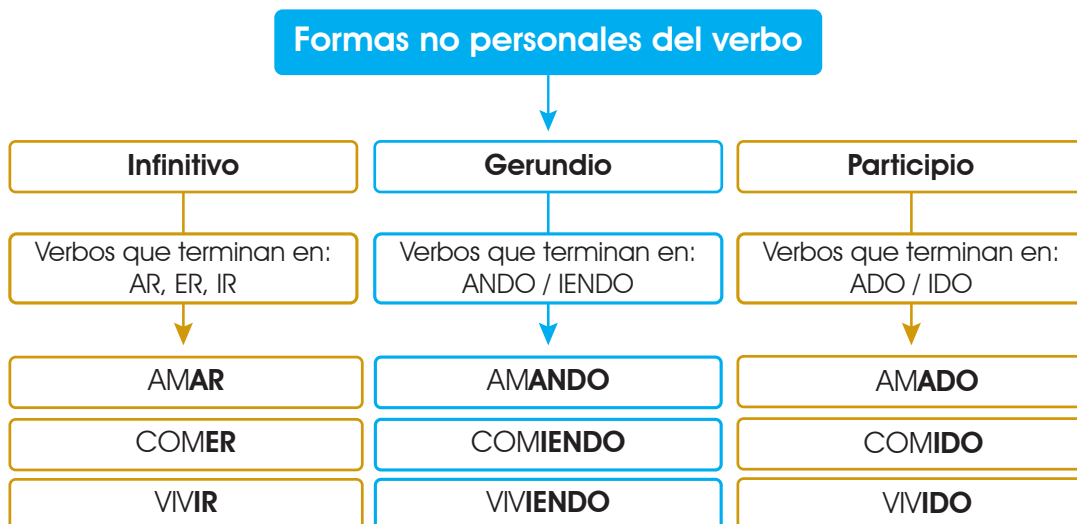 Formas no personales del verbo
Infinitivo
Gerundio
Participio
Verbos que terminan en:
AR, ER, IR
Verbos que terminan en:
ANDO / IENDO
Verbos que terminan en:
ADO / IDO
AMAR
AMANDO
AMADO
COMER
COMIENDO
COMIDO
VIVIR
VIVIENDO
VIVIDO